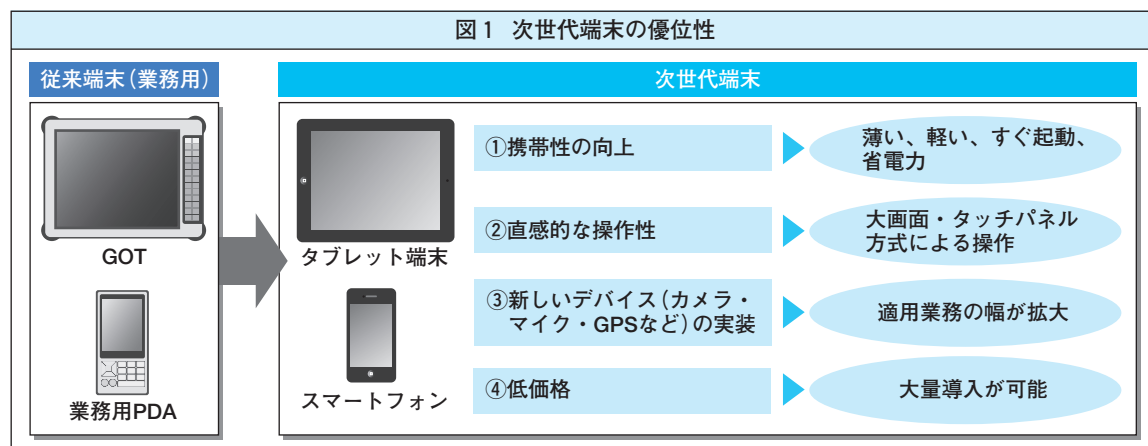 図1 次世代端末の優位性
従来端末(業務用)
GOT
業務用PDA
次世代端末
タブレット端末
スマートフォン
①携帯性の向上
薄い、軽い、すぐ起動、
省電力
②直感的な操作性
大画面・タッチパネル
方式による操作
③新しいデバイス(カメラ・
マイク・GPSなど)の実装
適用業務の幅が拡大
④低価格
大量導入が可能